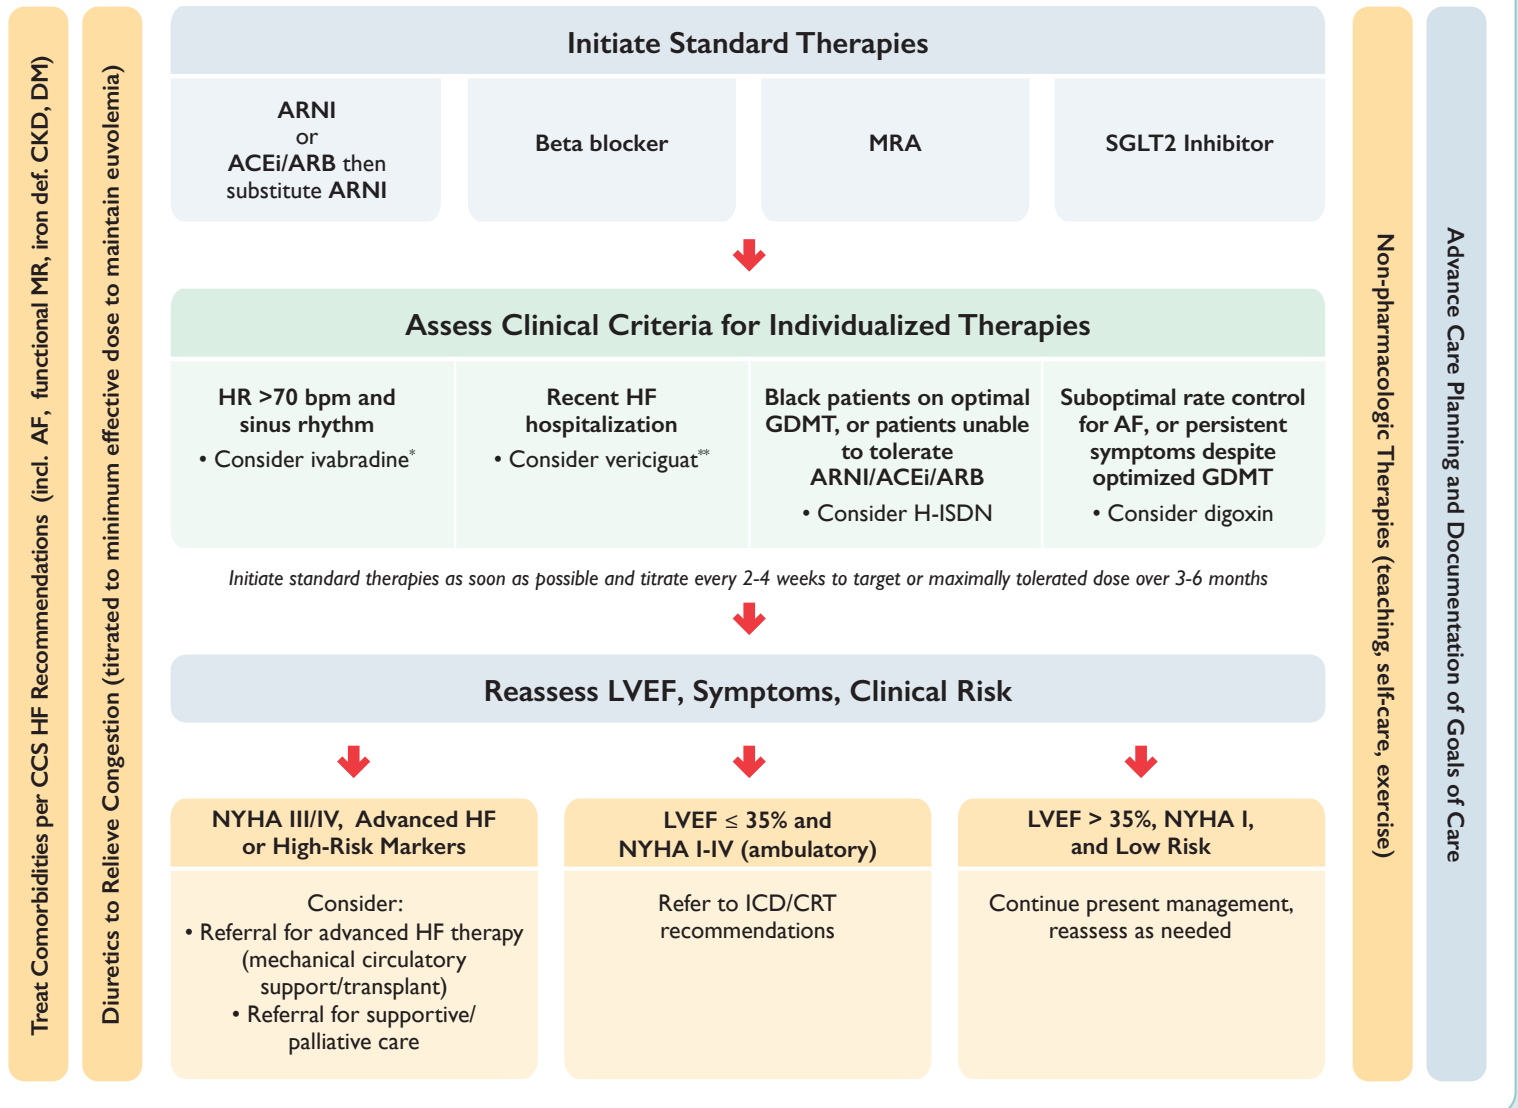 Treat Comorbidities per CCS HF Recommendations (incl. AF, functional MR, iron def. CKD, DM)
Diuretics to Relieve Congestion (titrated to minimum effective dose to maintain euvolemia)
Initiate Standard Therapies
ARNI
or
ACEi/ARB then
substitute ARNI
Beta blocker
MRA
SGLT2 Inhibitor
Assess Clinical Criteria for Individualized Therapies
HR >70 bpm and
sinus rhythm
• Consider ivabradine*
Recent HF
hospitalization
• Consider vericiguat**
Black patients on optimal
GDMT, or patients unable
to tolerate
ARNI/ACEi/ARB
• Consider H-ISDN
Suboptimal rate control
for AF, or persistent
symptoms despite
optimized GDMT
• Consider digoxin
Initiate standard therapies as soon as possible and titrate every 2-4 weeks to target or maximally tolerated dose over 3-6 months
Reassess LVEF, Symptoms, Clinical Risk
NYHA III/IV, Advanced HF
or High-Risk Markers
Consider:
• Referral for advanced HF therapy
(mechanical circulatory
support/transplant)
• Referral for supportive/
palliative care
LVEF ≤ 35% and
NYHA I-IV (ambulatory)
Refer to ICD/CRT
recommendations
LVEF > 35%, NYHA I,
and Low Risk
Continue present management,
reassess as needed
Non-pharmacologic Therapies (teaching, self-care, exercise)
Advance Care Planning and Documentation of Goals of Care